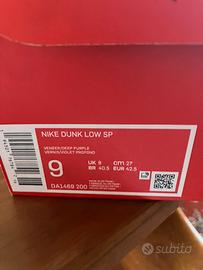 NIKE DUNK LOW SP
VENEER/DEEP PURPLE
VERNIS/VIOLET PROFOND
9
UK 8
CM 27
BR 40.5
EUR 42.5
DA1469 200
subito